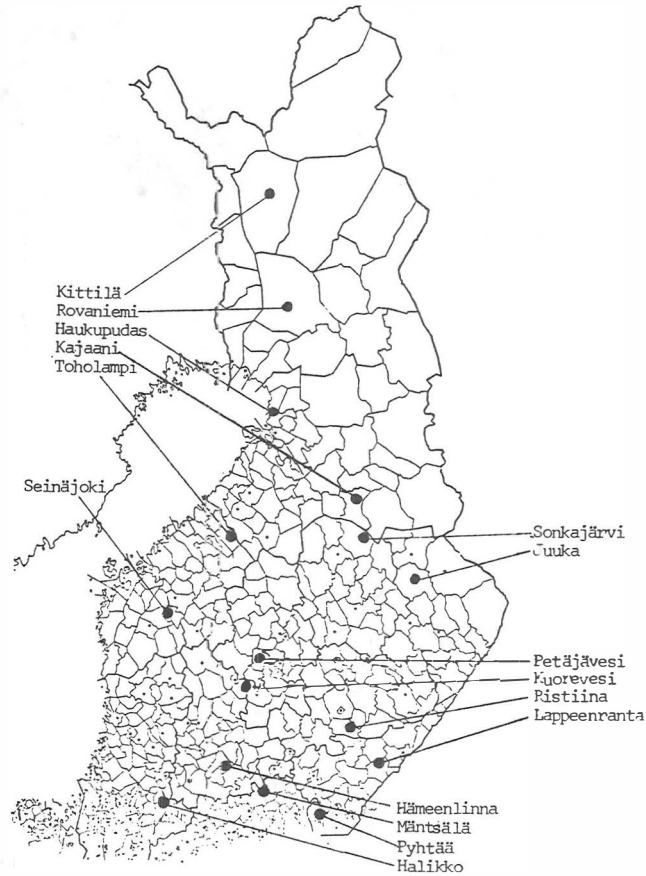 Kittilä
Rovaniemi
Haukupudas
Kajaani
Toholampi
Seinäjoki
Sonkajärvi
Juuka
Petäjävesi
Kuorevesi
Ristiina
Lappeenranta
Hämeenlinna
Mäntsälä
Pyhtää
Halikko